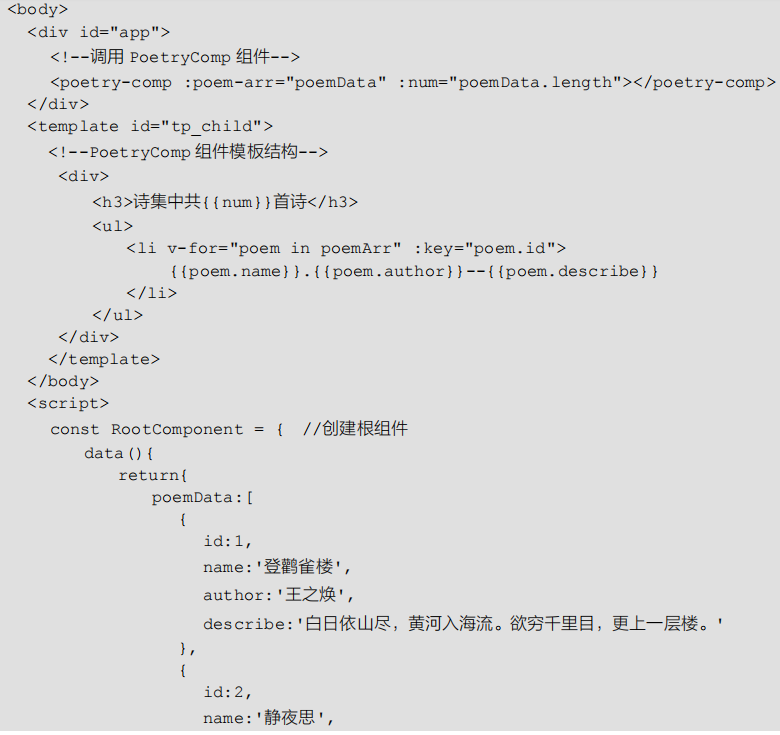 <body>
<div id="app">
<!--调用 PoetryComp 组件-->
<poetry-comp :poem-arr="poemData" :num="poemData.length"></poetry-comp>
</div>
<template id="tp_child">
<!--PoetryComp 组件模板结构-->
<div>
<h3>诗集中共{{num}}首诗</h3>
<ul>
<li v-for="poem in poemArr" :key="poem.id">
{{poem.name}}.{{poem.author}}--{{poem.describe}}
</li>
</ul>
</div>
</template>
</body>
<script>
const RootComponent = {  //创建根组件
data(){
return{
poemData:[
{
id:1,
name:'登鹳雀楼',
author:'王之焕',
describe:'白日依山尽，黄河入海流。欲穷千里目，更上一层楼。'
},
{
id:2,
name:'静夜思',